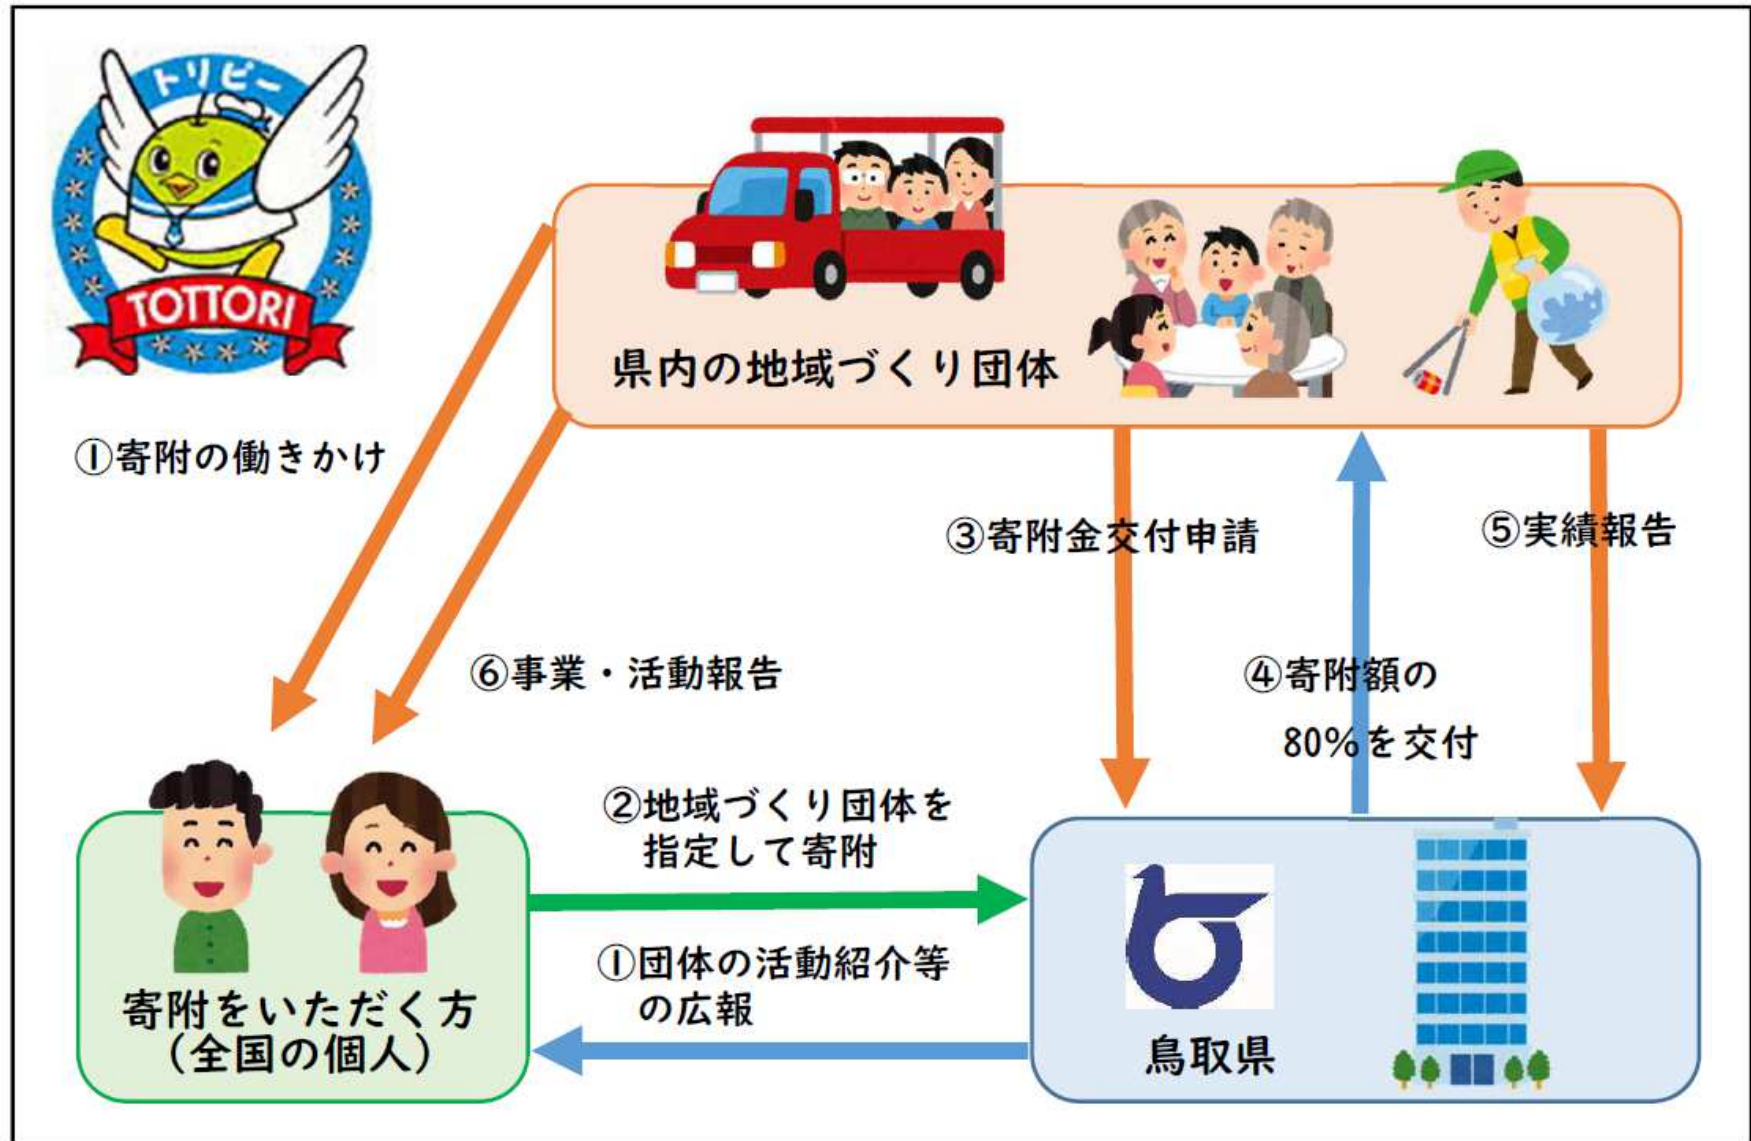 トリピー
TOTTORI
県内の地域づくり団体
①寄附の働きかけ
③寄附金交付申請
⑤実績報告
⑥事業・活動報告
④寄附額の
80%を交付
②地域づくり団体を
指定して寄附
①団体の活動紹介等
の広報
寄附をいただく方
(全国の個人)
鳥取県